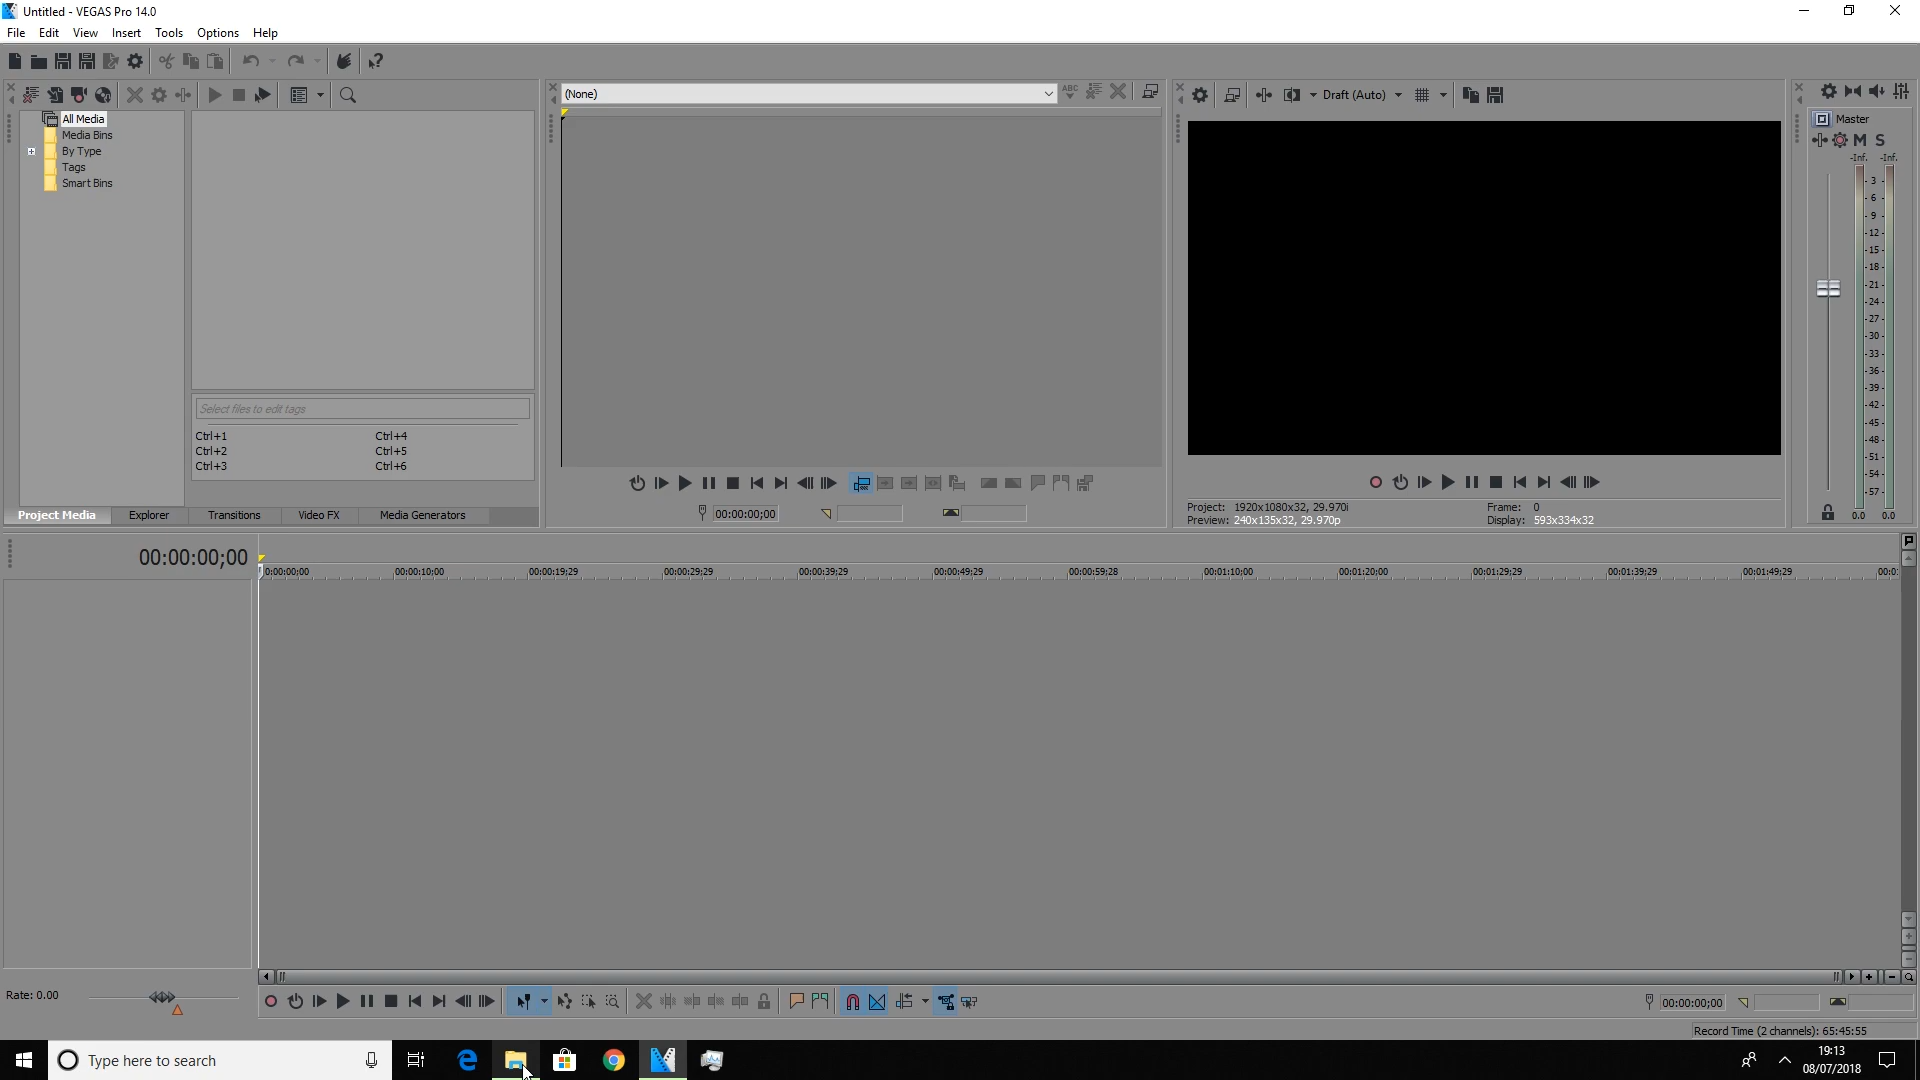 Untitled - VEGAS Pro 14.0
File Edit View Insert Tools Options Help
(None)
ABC
Draft (Auto)
All Media
Media Bins
By Type
Tags
Smart Bins
Master
M S
-Inf. -Inf.
- 3 -
- 6 -
- 9 -
-12-
-15-
-18-
-21-
-24-
-27-
-30-
-33-
-36-
-39-
-42-
-45-
-48-
-51-
-54-
-57-
0.0 0.0
Select files to edit tags
Ctrl+1 Ctrl+4
Ctrl+2 Ctrl+5
Ctrl+3 Ctrl+6
Project Media Explorer Transitions Video FX Media Generators
00:00:00;00
Project: 1920x1080x32, 29.970i
Preview: 240x135x32, 29.970p
Frame: 0
Display: 593x334x32
00:00:00;00
0:00:00;00 00:00:10;00 00:00:19;29 00:00:29;29 00:00:39;29 00:00:49;29 00:00:59;28 00:01:10;00 00:01:20;00 00:01:29;29 00:01:39;29 00:01:49;29 00:0
Rate: 0.00
00:00:00;00
Record Time (2 channels): 65:45:55
Type here to search
19:13
08/07/2018